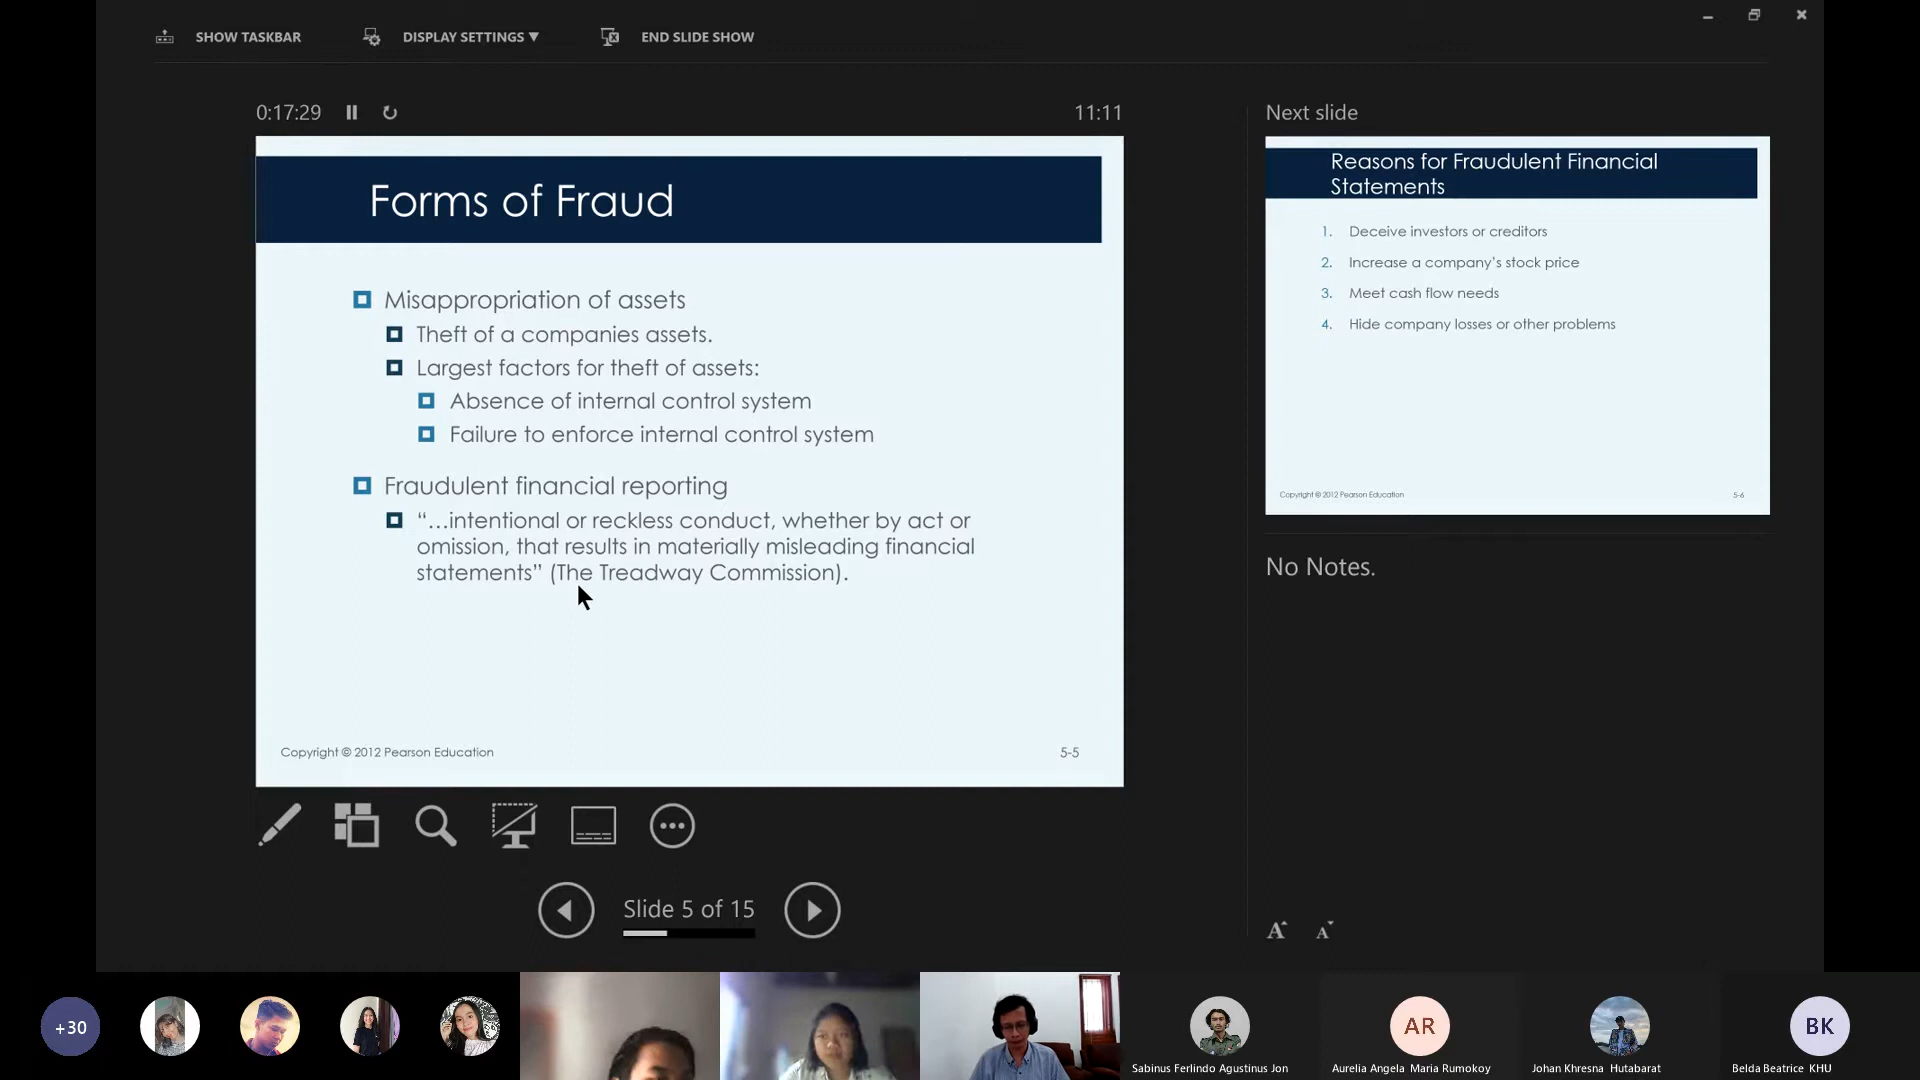 SHOW TASKBAR
DISPLAY SETTINGS ▼
END SLIDE SHOW
0:17:29
11:11
Next slide
Forms of Fraud
Misappropriation of assets
Theft of a companies assets.
Largest factors for theft of assets:
Absence of internal control system
Failure to enforce internal control system
Fraudulent financial reporting
“…intentional or reckless conduct, whether by act or
omission, that results in materially misleading financial
statements” (The Treadway Commission).
Copyright © 2012 Pearson Education
5-5
Reasons for Fraudulent Financial
Statements
1. Deceive investors or creditors
2. Increase a company’s stock price
3. Meet cash flow needs
4. Hide company losses or other problems
Copyright © 2012 Pearson Education
5-6
No Notes.
Slide 5 of 15
A A
+30
Sabinus Ferlindo Agustinus Jon
AR
Aurelia Angela Maria Rumokoy
Johan Khresna Hutabarat
BK
Belda Beatrice KHU